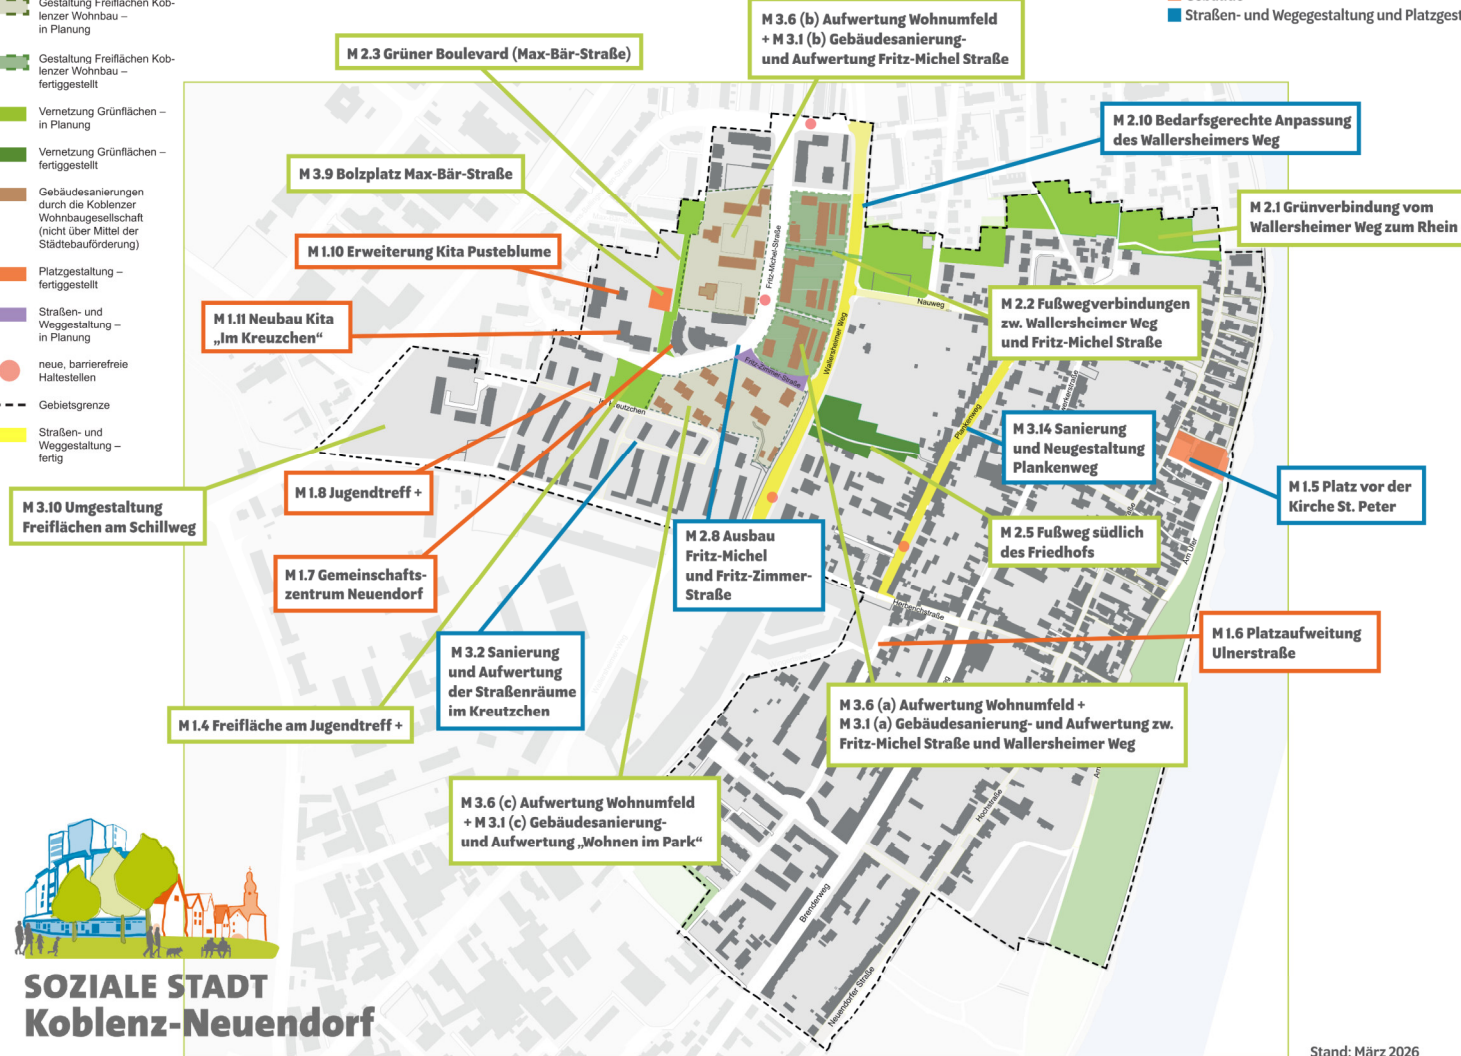 Gestaltung Freiflächen Kob-
lenzer Wohnbau –
in Planung
Gestaltung Freiflächen Kob-
lenzer Wohnbau –
fertiggestellt
Vernetzung Grünflächen –
in Planung
Vernetzung Grünflächen –
fertiggestellt
Gebäudesanierungen
durch die Koblenzer
Wohnbaugesellschaft
(nicht über Mittel der
Städtebauförderung)
Platzgestaltung –
fertiggestellt
Straßen- und
Weggestaltung –
in Planung
neue, barrierefreie
Haltestellen
Gebietsgrenze
Straßen- und
Weggestaltung –
fertig
Straßen- und Wegegestaltung und Platzgest
M 3.6 (b) Aufwertung Wohnumfeld
+ M 3.1 (b) Gebäudesanierung-
und Aufwertung Fritz-Michel Straße
M 2.3 Grüner Boulevard (Max-Bär-Straße)
M 2.10 Bedarfsgerechte Anpassung
des Wallersheimers Weg
M 3.9 Bolzplatz Max-Bär-Straße
M 2.1 Grünverbindung vom
Wallersheimer Weg zum Rhein
M 1.10 Erweiterung Kita Pusteblume
M 1.11 Neubau Kita
„Im Kreuzchen“
M 2.2 Fußwegverbindungen
zw. Wallersheimer Weg
und Fritz-Michel Straße
Fritz-Michel-Straße
Nauweg
Wallersheimer Weg
Fritz-Zimmer-Straße
Plankenweg
M 3.14 Sanierung
und Neugestaltung
Plankenweg
M 1.5 Platz vor der
Kirche St. Peter
M 3.10 Umgestaltung
Freiflächen am Schillweg
M 1.8 Jugendtreff +
M 2.8 Ausbau
Fritz-Michel
und Fritz-Zimmer-
Straße
M 2.5 Fußweg südlich
des Friedhofs
Am Ufer
M 1.7 Gemeinschafts-
zentrum Neuendorf
Herberichstraße
M 1.6 Platzaufweitung
Ulnerstraße
M 3.2 Sanierung
und Aufwertung
der Straßenräume
im Kreutzchen
M 1.4 Freifläche am Jugendtreff +
M 3.6 (a) Aufwertung Wohnumfeld +
M 3.1 (a) Gebäudesanierung- und Aufwertung zw.
Fritz-Michel Straße und Wallersheimer Weg
M 3.6 (c) Aufwertung Wohnumfeld
+ M 3.1 (c) Gebäudesanierung-
und Aufwertung „Wohnen im Park“
Hochstraße
Brenderweg
Neuendorfer Straße
SOZIALE STADT
Koblenz-Neuendorf
Stand: März 2026